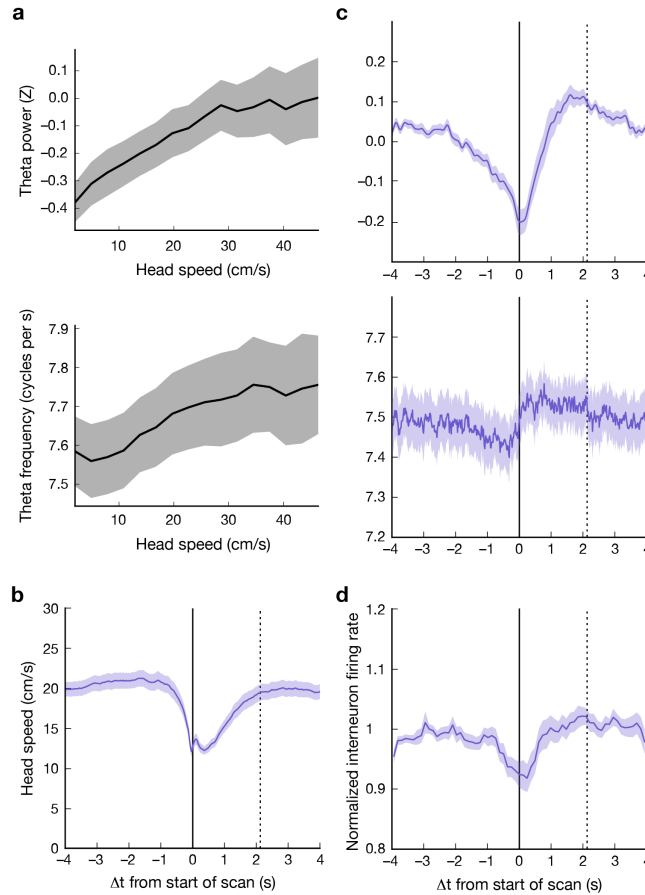 a
0.1
0.0
−0.1
−0.2
−0.3
−0.4
Theta power (Z)
10 20 30 40
Head speed (cm/s)
7.9
7.8
7.7
7.6
7.5
Theta frequency (cycles per s)
10 20 30 40
Head speed (cm/s)
b
30
25
20
15
10
5
0
Head speed (cm/s)
−4 −3 −2 −1 0 1 2 3 4
Δt from start of scan (s)
c
0.2
0.1
0.0
−0.1
−0.2
−4 −3 −2 −1 0 1 2 3 4
7.7
7.6
7.5
7.4
7.3
7.2
−4 −3 −2 −1 0 1 2 3 4
d
1.2
1.1
1
0.9
0.8
Normalized interneuron firing rate
−4 −3 −2 −1 0 1 2 3 4
Δt from start of scan (s)